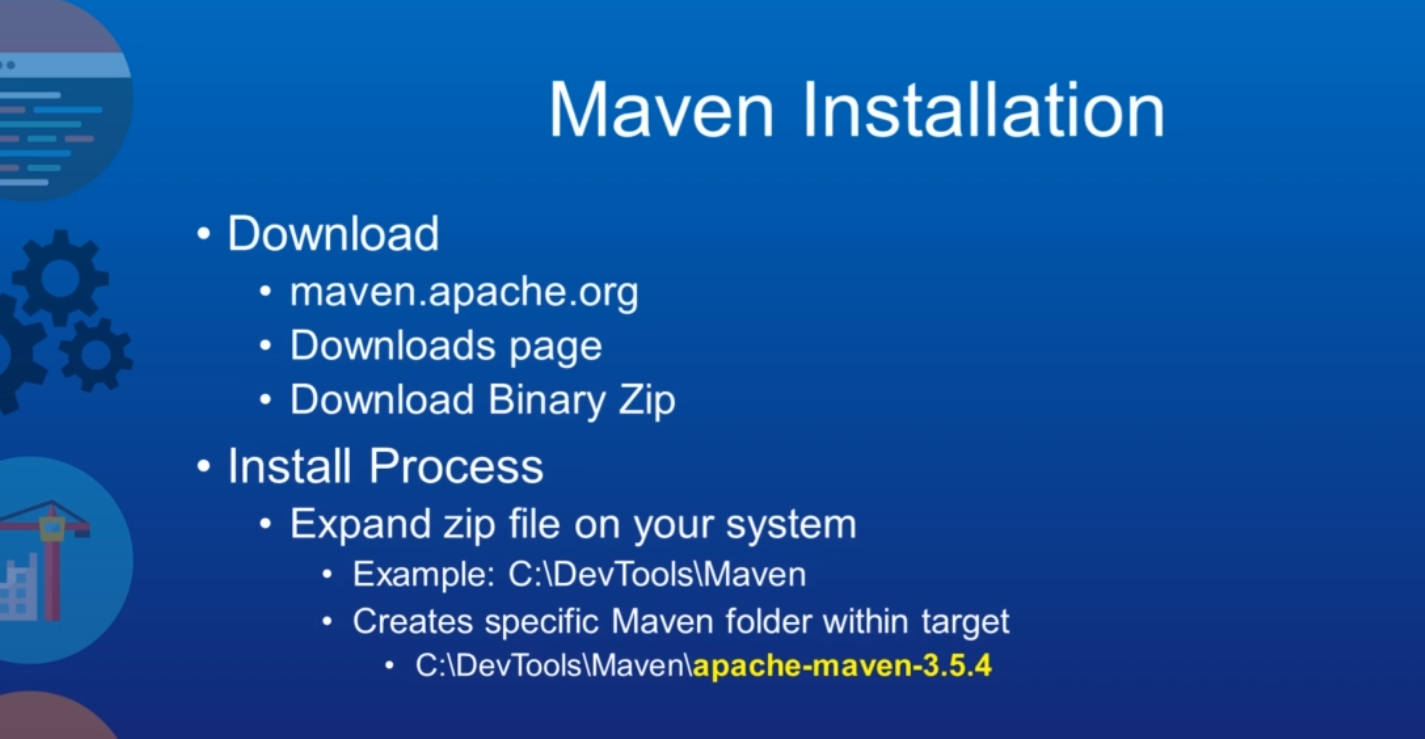 Maven Installation
• Download
• maven.apache.org
• Downloads page
• Download Binary Zip
• Install Process
• Expand zip file on your system
• Example: C:\DevTools\Maven
• Creates specific Maven folder within target
• C:\DevTools\Maven\apache-maven-3.5.4